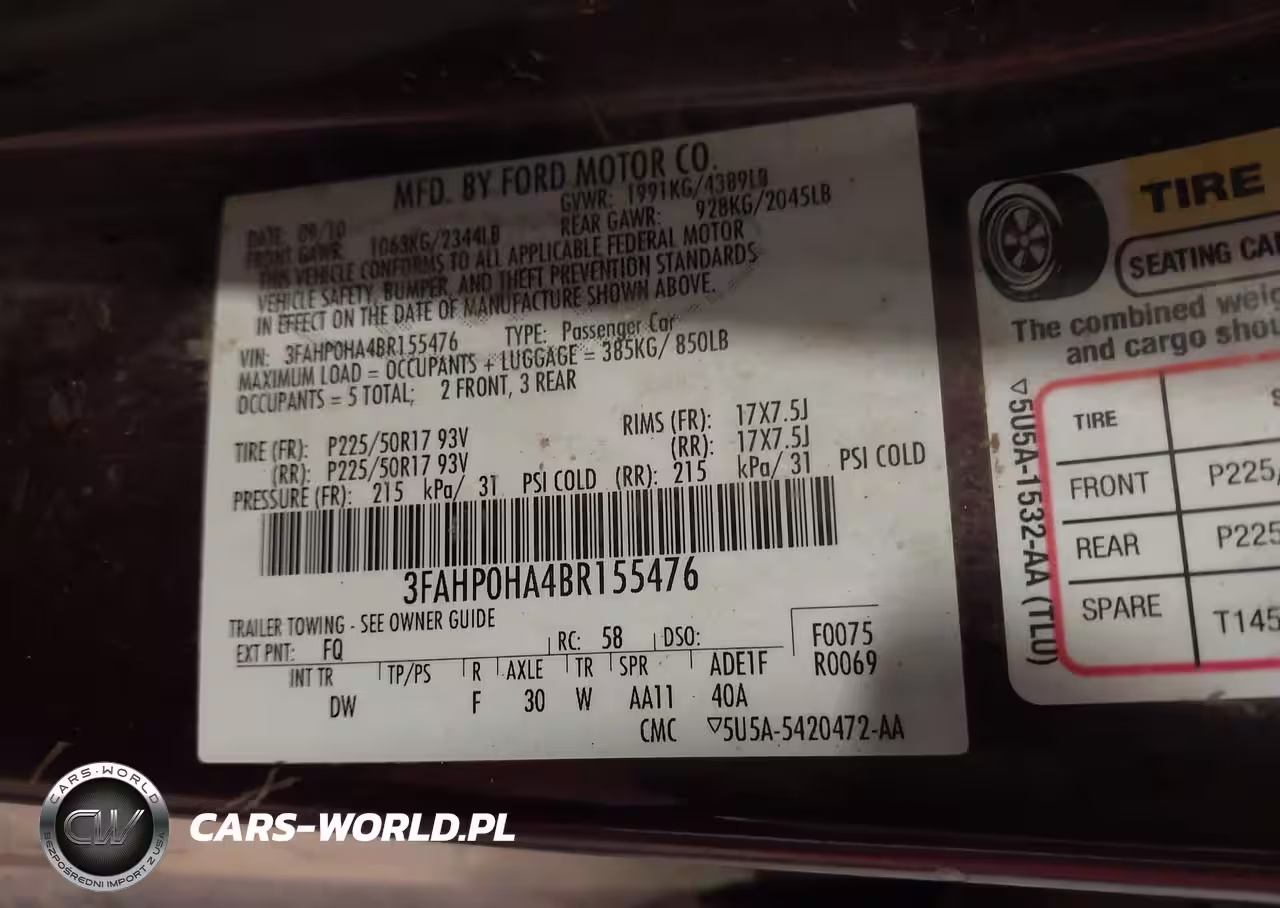 MFD. BY FORD MOTOR CO.
DATE: 09/10 GVWR: 1991KG/4389LB
FRONT GAWR: 1063KG/2344LB REAR GAWR: 928KG/2045LB
THIS VEHICLE CONFORMS TO ALL APPLICABLE FEDERAL MOTOR
VEHICLE SAFETY, BUMPER, AND THEFT PREVENTION STANDARDS
IN EFFECT ON THE DATE OF MANUFACTURE SHOWN ABOVE.
VIN: 3FAHP0HA4BR155476 TYPE: Passenger Car
MAXIMUM LOAD = OCCUPANTS + LUGGAGE = 385KG/ 850LB
OCCUPANTS = 5 TOTAL; 2 FRONT, 3 REAR
TIRE (FR): P225/50R17 93V RIMS (FR): 17X7.5J
(RR): P225/50R17 93V (RR): 17X7.5J
PRESSURE (FR): 215 kPa/ 31 PSI COLD (RR): 215 kPa/ 31 PSI COLD
3FAHP0HA4BR155476
TRAILER TOWING - SEE OWNER GUIDE
EXT PNT: FQ RC: 58 DSO: F0075
INT TR TP/PS R AXLE TR SPR ADE1F R0069
DW F 30 W AA11 40A
CMC ▽5U5A-5420472-AA
TIRE
SEATING CA
The combined weig
and cargo shou
▽5U5A-1532-AA (TLU)
TIRE S
FRONT P225/
REAR P225
SPARE T145
CARS-WORLD
CW
BEZPOŚREDNI IMPORT Z USA
CARS-WORLD.PL